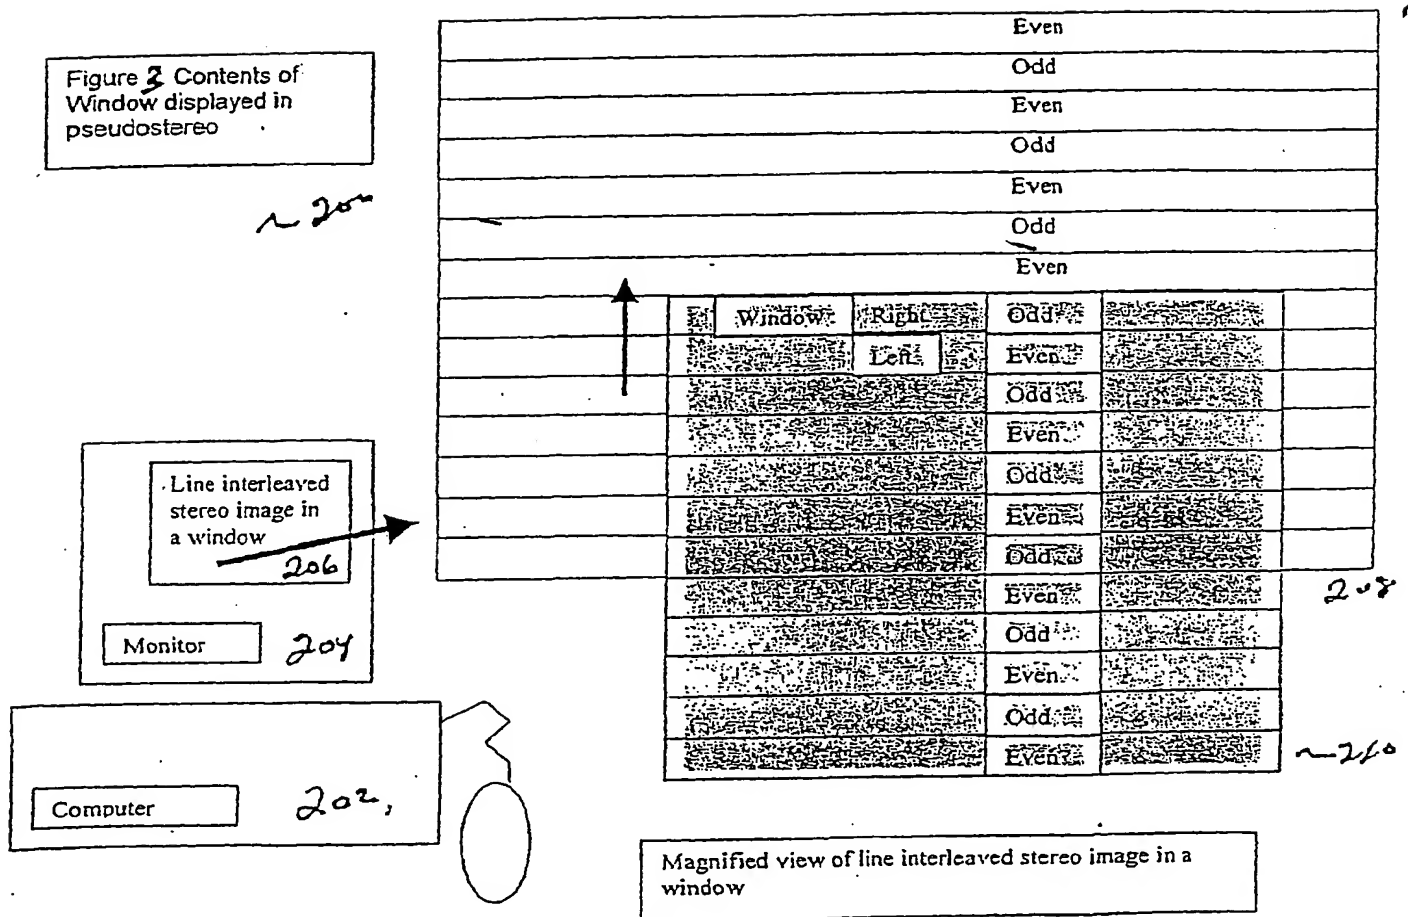 Figure 3 Contents of
Window displayed in
pseudostereo
~ 200
Even
Odd
Even
Odd
Even
Odd
Even
Window Right Odd
Left Even
Odd
Even
Odd
Even
Odd
Even
Odd
Even
Odd
Even
208
~210
Line interleaved
stereo image in
a window
206
Monitor 204
Computer 202,
Magnified view of line interleaved stereo image in a
window